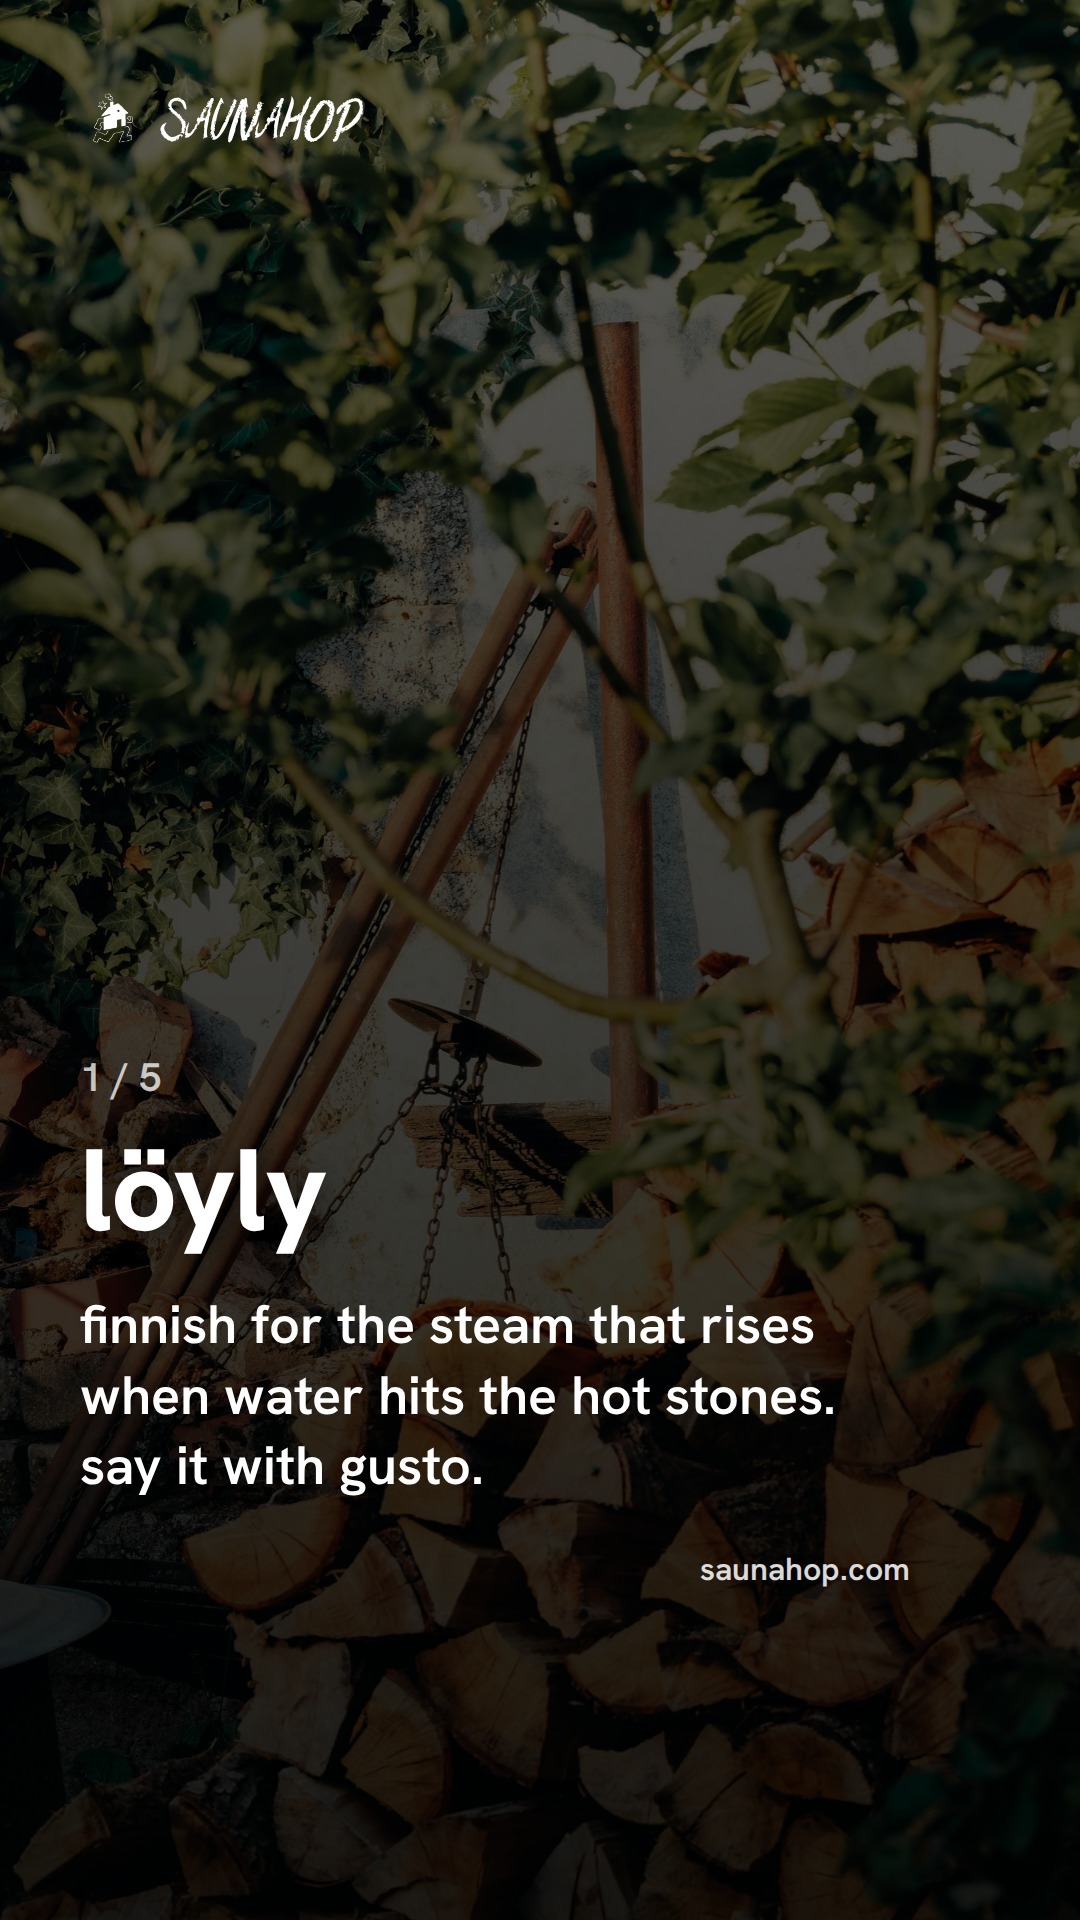 SAUNAHOP
1 / 5
löyly
finnish for the steam that rises
when water hits the hot stones.
say it with gusto.
saunahop.com